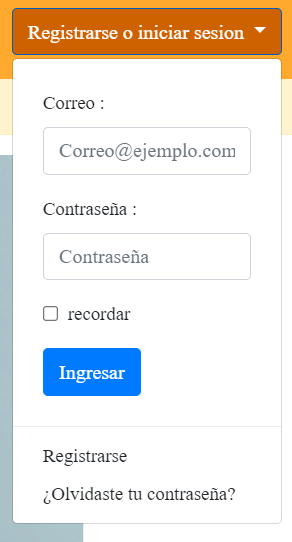 Registrarse o iniciar sesion
Correo :
Correo@ejemplo.com
Contraseña :
Contraseña
recordar
Ingresar
Registrarse
¿Olvidaste tu contraseña?